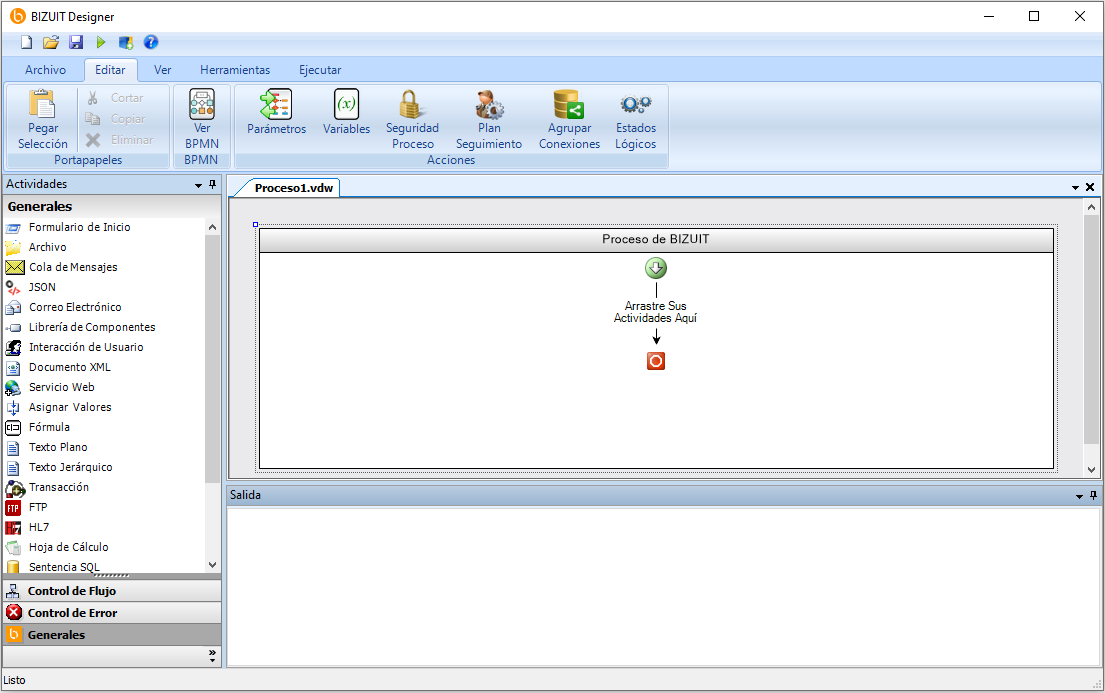 BIZUIT Designer
Archivo
Editar
Ver
Herramientas
Ejecutar
Pegar
Selección
Cortar
Copiar
Eliminar
Portapapeles
Ver
BPMN
BPMN
Parámetros
Variables
Seguridad
Proceso
Plan
Seguimiento
Agrupar
Conexiones
Estados
Lógicos
Acciones
Actividades
Generales
Formulario de Inicio
Archivo
Cola de Mensajes
JSON
Correo Electrónico
Librería de Componentes
Interacción de Usuario
Documento XML
Servicio Web
Asignar Valores
Fórmula
Texto Plano
Texto Jerárquico
Transacción
FTP
FTP
HL7
Hoja de Cálculo
Sentencia SQL
Control de Flujo
Control de Error
Generales
Proceso1.vdw
Proceso de BIZUIT
Arrastre Sus
Actividades Aquí
Salida
Listo